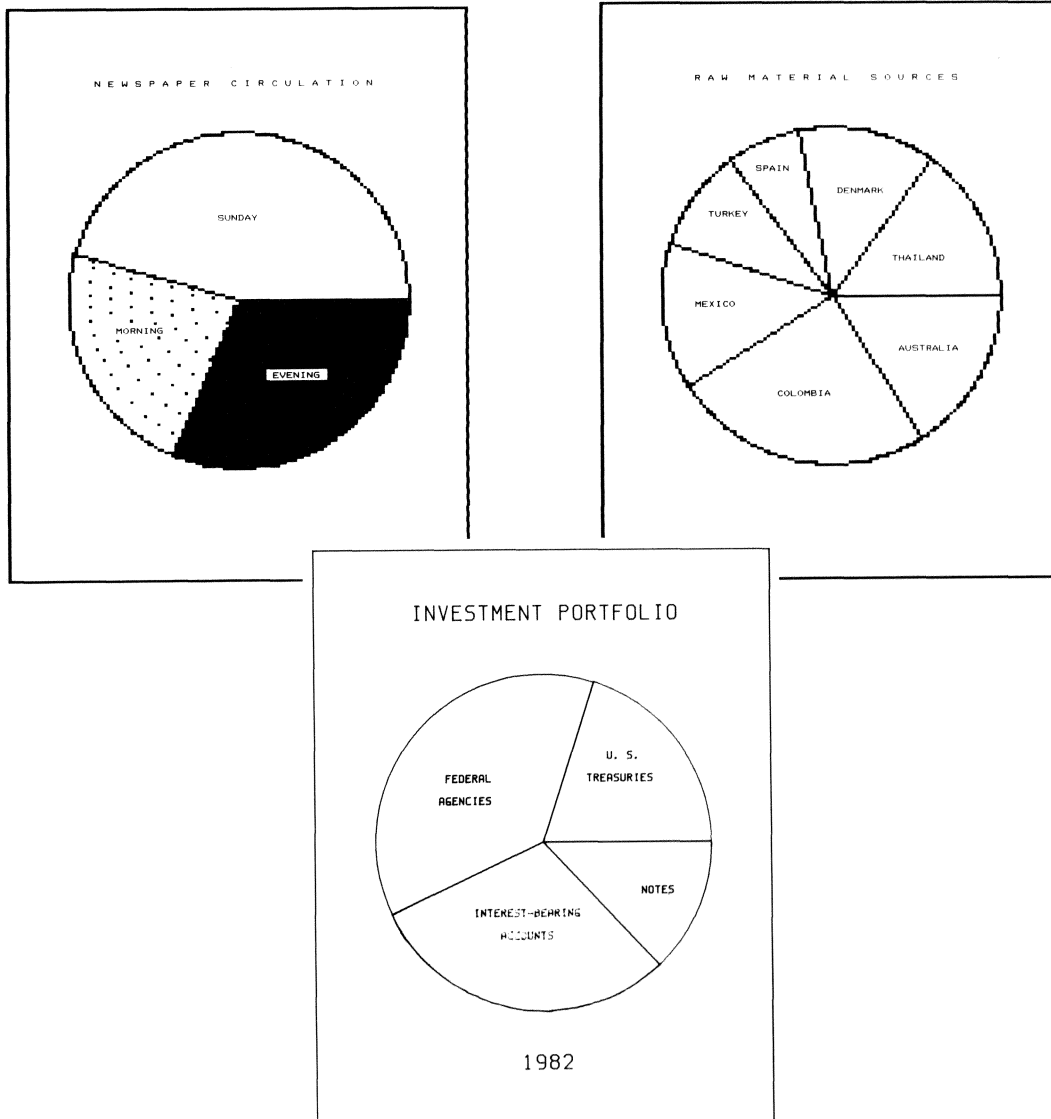 NEWSPAPER CIRCULATION
SUNDAY
MORNING
EVENING
RAW MATERIAL SOURCES
SPAIN
DENMARK
TURKEY
THAILAND
MEXICO
AUSTRALIA
COLOMBIA
INVESTMENT PORTFOLIO
U. S.
TREASURIES
FEDERAL
AGENCIES
NOTES
INTEREST-BEARING
ACCOUNTS
1982